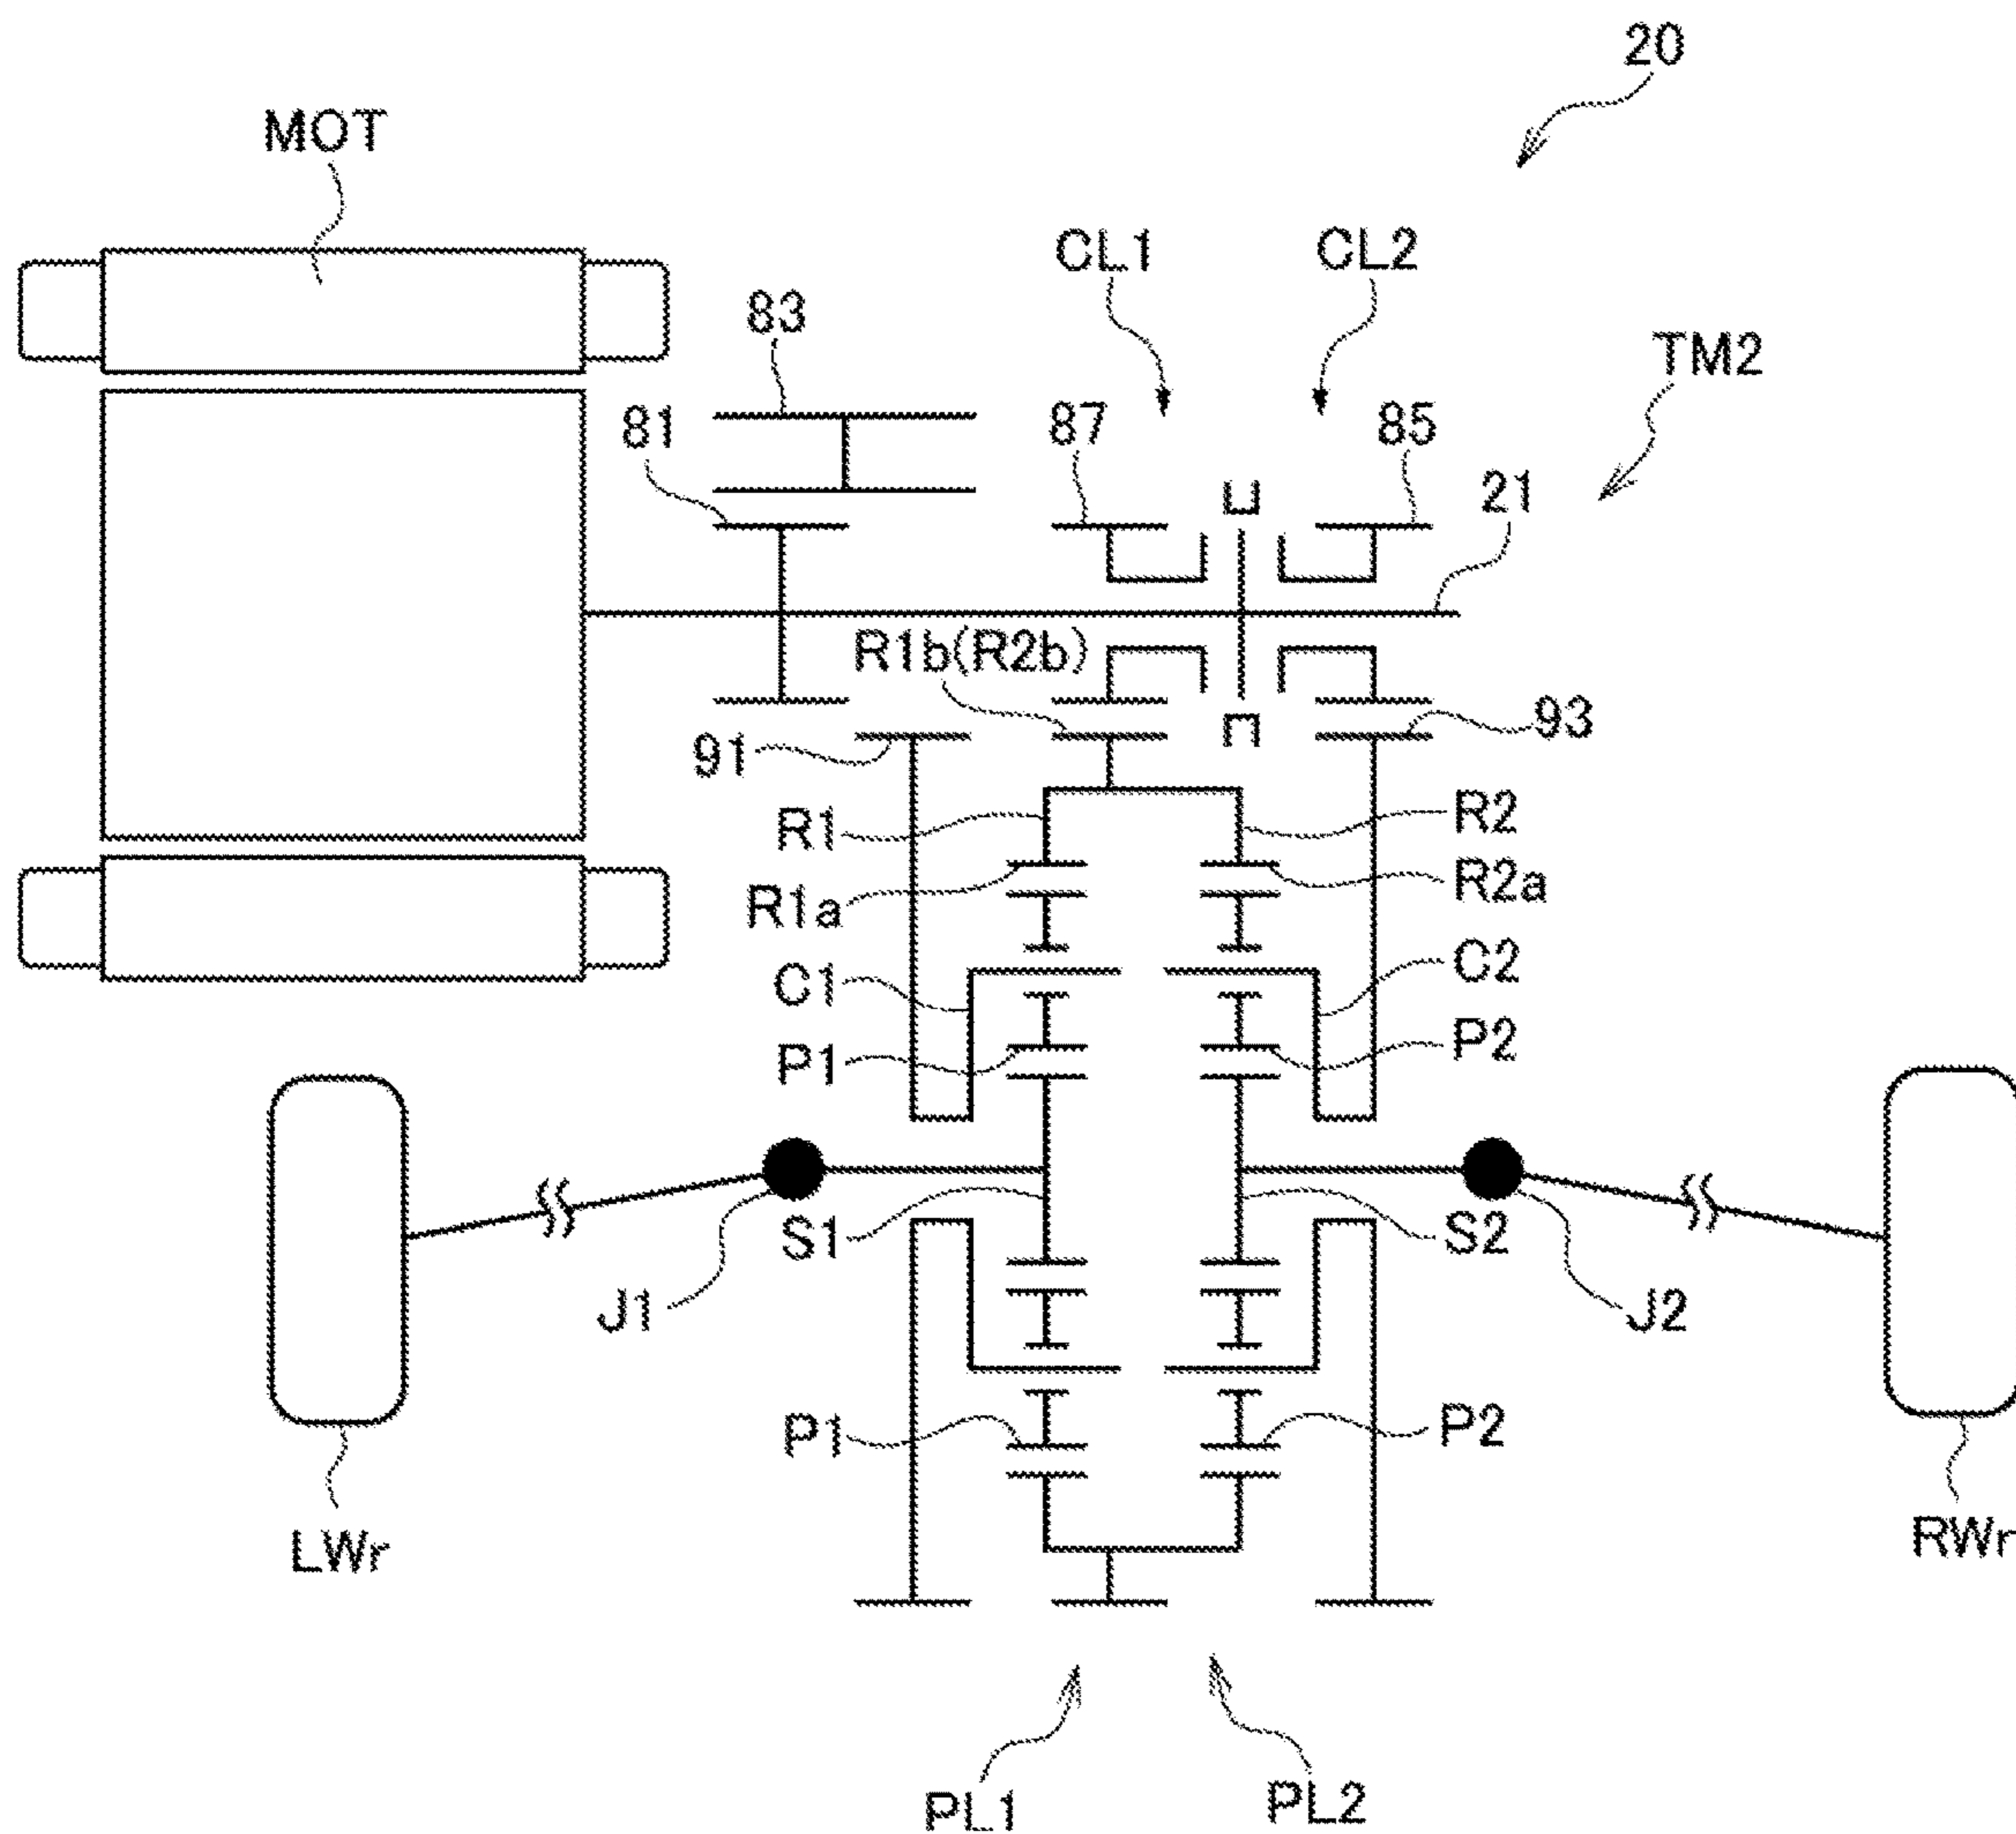 20
MOT
CL1
CL2
83
TM2
81
87
85
21
R1b(R2b)
91
93
R1
R2
R1a
R2a
C1
C2
P1
P2
S1
S2
J1
J2
P1
P2
LWr
RWr
PL1
PL2